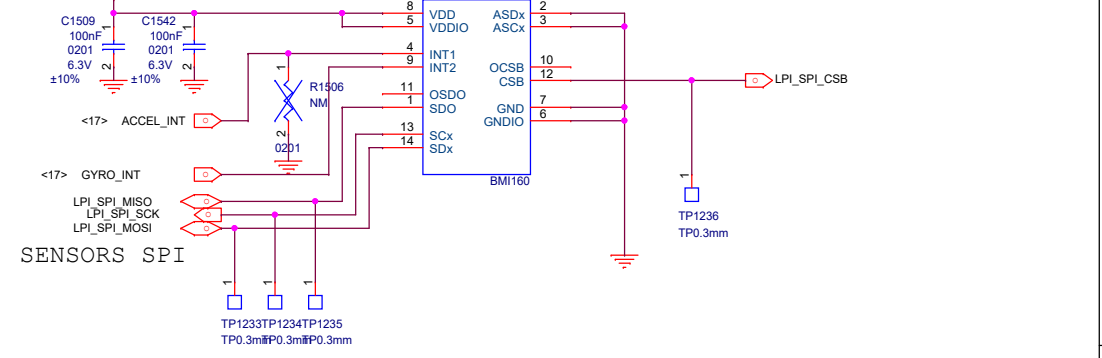 8 VDD ASDx 2
5 VDDIO ASCx 3
C1509 1 C1542 1
100nF 100nF
0201 0201
6.3V 6.3V
±10% 2 ±10% 2
4 INT1
9 INT2
OCSB 10
CSB 12
LPI_SPI_CSB
1 R1506
NM
2
0201
11 OSDO
1 SDO
GND 7
GNDIO 6
<17> ACCEL_INT
13 SCx
14 SDx
<17> GYRO_INT
BMI160
LPI_SPI_MISO
LPI_SPI_SCK
LPI_SPI_MOSI
1
TP1236
TP0.3mm
SENSORS SPI
1 1 1
TP1233 TP1234 TP1235
TP0.3mm TP0.3mm TP0.3mm